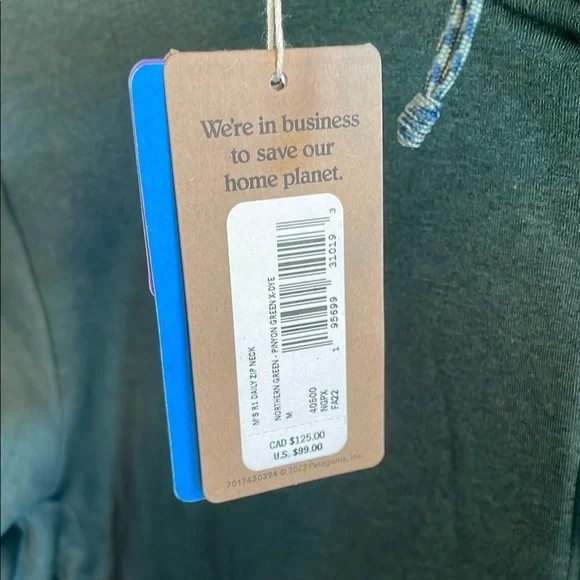 We're in business
to save our
home planet.
M'S R1 DAILY ZIP NECK
NORTHERN GREEN - PINYON GREEN X-DYE
M
40500
NGPX
FA22
1 95699 31019 3
CAD $125.00
U.S. $99.00
7017430394 © 2022 Patagonia, Inc.